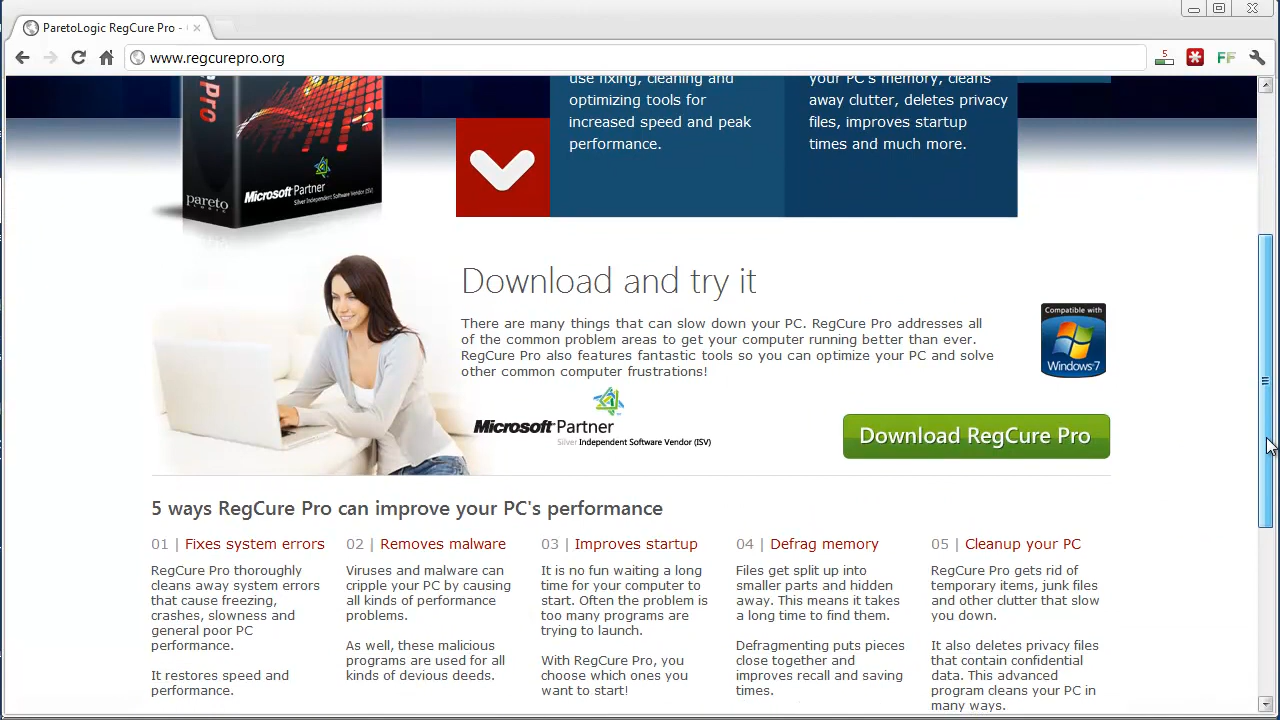 ParetoLogic RegCure Pro -
www.regcurepro.org
5
FF
Pro
use fixing, cleaning and
optimizing tools for
increased speed and peak
performance.
your PC's memory, cleans
away clutter, deletes privacy
files, improves startup
times and much more.
pareto
LOGIC
Microsoft Partner
Silver Independent Software Vendor (ISV)
Download and try it
There are many things that can slow down your PC. RegCure Pro addresses all
of the common problem areas to get your computer running better than ever.
RegCure Pro also features fantastic tools so you can optimize your PC and solve
other common computer frustrations!
Compatible with
Windows 7
Microsoft Partner
Silver Independent Software Vendor (ISV)
Download RegCure Pro
5 ways RegCure Pro can improve your PC's performance
01 | Fixes system errors
RegCure Pro thoroughly
cleans away system errors
that cause freezing,
crashes, slowness and
general poor PC
performance.
It restores speed and
performance.
02 | Removes malware
Viruses and malware can
cripple your PC by causing
all kinds of performance
problems.
As well, these malicious
programs are used for all
kinds of devious deeds.
03 | Improves startup
It is no fun waiting a long
time for your computer to
start. Often the problem is
too many programs are
trying to launch.
With RegCure Pro, you
choose which ones you
want to start!
04 | Defrag memory
Files get split up into
smaller parts and hidden
away. This means it takes
a long time to find them.
Defragmenting puts pieces
close together and
improves recall and saving
times.
05 | Cleanup your PC
RegCure Pro gets rid of
temporary items, junk files
and other clutter that slow
you down.
It also deletes privacy files
that contain confidential
data. This advanced
program cleans your PC in
many ways.